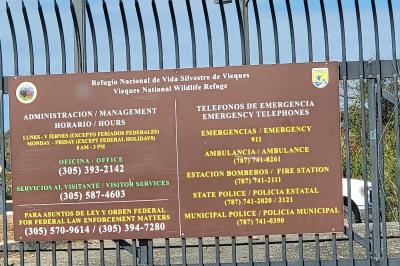 Refugio Nacional de Vida Silvestre de Vieques
Vieques National Wildlife Refuge
ADMINISTRACION / MANAGEMENT
HORARIO / HOURS
LUNES - VIERNES (EXCEPTO FERIADOS FEDERALES)
MONDAY - FRIDAY (EXCEPT FEDERAL HOLIDAYS)
8 AM - 3 PM
OFICINA / OFFICE
(305) 393-2142
SERVICIOS AL VISITANTE / VISITOR SERVICES
(305) 587-4603
PARA ASUNTOS DE LEY Y ORDEN FEDERAL
FOR FEDERAL LAW ENFORCEMENT MATTERS
(305) 570-9614 / (305) 394-7280
TELEFONOS DE EMERGENCIA
EMERGENCY TELEPHONES
EMERGENCIAS / EMERGENCY
911
AMBULANCIA / AMBULANCE
(787) 741-8261
ESTACION BOMBEROS / FIRE STATION
(787) 741-2111
STATE POLICE / POLICIA ESTATAL
(787) 741-2020 / 2121
MUNICIPAL POLICE / POLICIA MUNICIPAL
(787) 741-0390